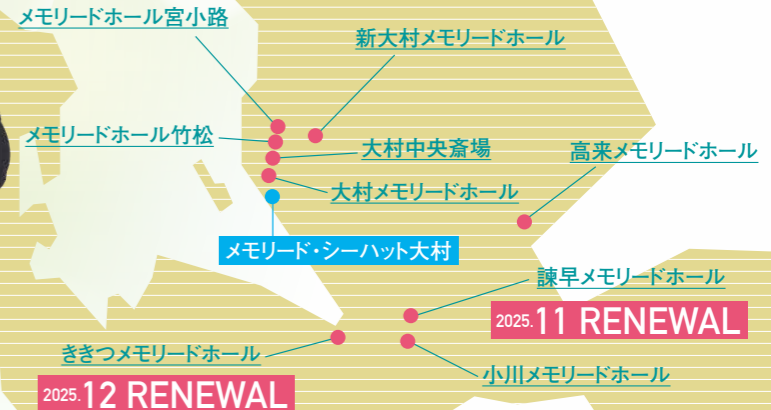 メモリードホール宮小路
新大村メモリードホール
メモリードホール竹松
大村中央斎場
高来メモリードホール
大村メモリードホール
メモリード・シーハット大村
諫早メモリードホール
2025.11 RENEWAL
ききつメモリードホール
小川メモリードホール
2025.12 RENEWAL